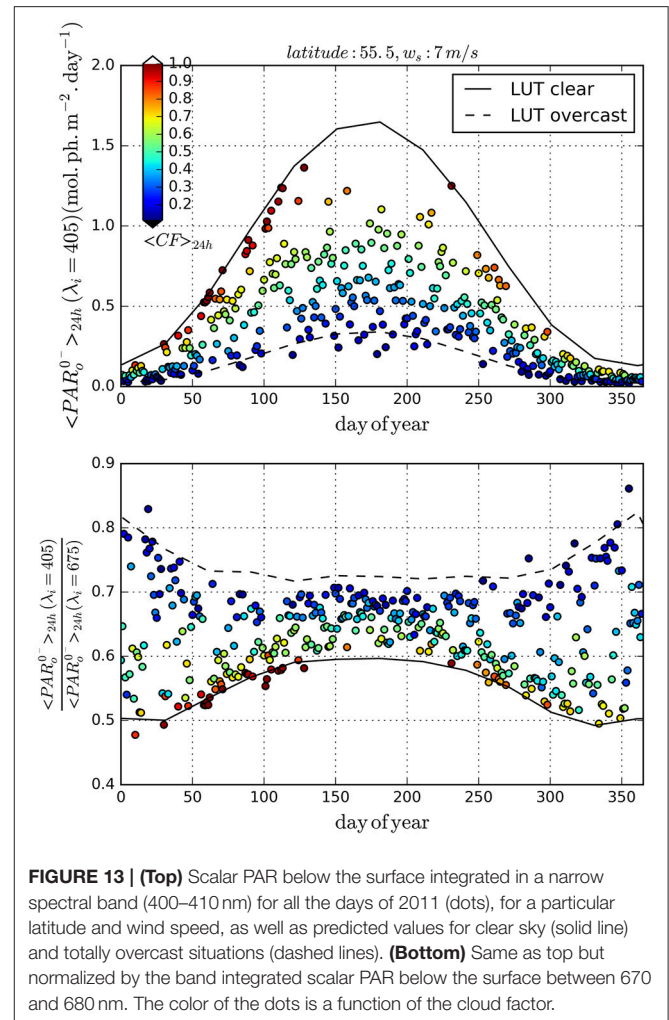 latitude : 55.5, w_s : 7 m/s
2.0
1.5
1.0
0.5
0.0
1.0
0.9
0.8
0.7
0.6
0.5
0.4
0.3
0.2
<CF>_24h
LUT clear
LUT overcast
<PAR_o^0^->_24h (λ_i = 405)(mol. ph. m^−2. day^−1)
0 50 100 150 200 250 300 350
day of year
0.9
0.8
0.7
0.6
0.5
0.4
<PAR_o^0^->_24h (λ_i = 405)
<PAR_o^0^->_24h (λ_i = 675)
0 50 100 150 200 250 300 350
day of year
FIGURE 13 | (Top) Scalar PAR below the surface integrated in a narrow
spectral band (400–410 nm) for all the days of 2011 (dots), for a particular
latitude and wind speed, as well as predicted values for clear sky (solid line)
and totally overcast situations (dashed lines). (Bottom) Same as top but
normalized by the band integrated scalar PAR below the surface between 670
and 680 nm. The color of the dots is a function of the cloud factor.